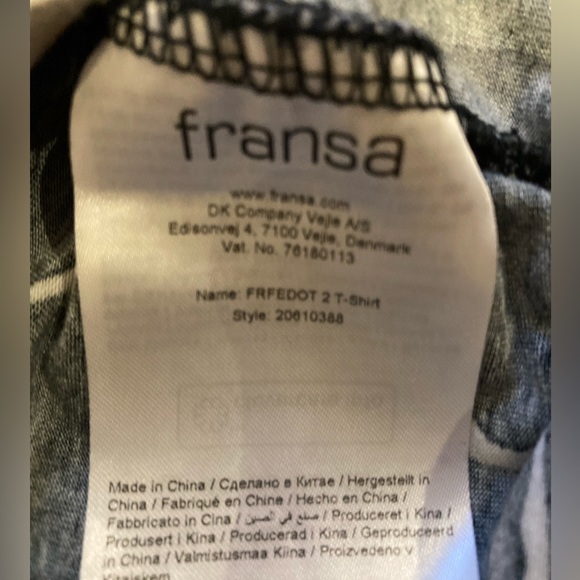 fransa
www.fransa.com
DK Company Vejle A/S
Edisonvej 4, 7100 Vejle, Denmark
Vat. No. 76180113
Name: FRFEDOT 2 T-Shirt
Style: 20610388
Made in China / Сделано в Китае / Hergestellt in
China / Fabriqué en Chine / Hecho en China /
Fabbricato in Cina / صنع في الصين / Produceret i Kina /
Produsert i Kina / Producerad i Kina / Geproduceerd
in China / Valmistusmaa Kiina / Proizvedeno v